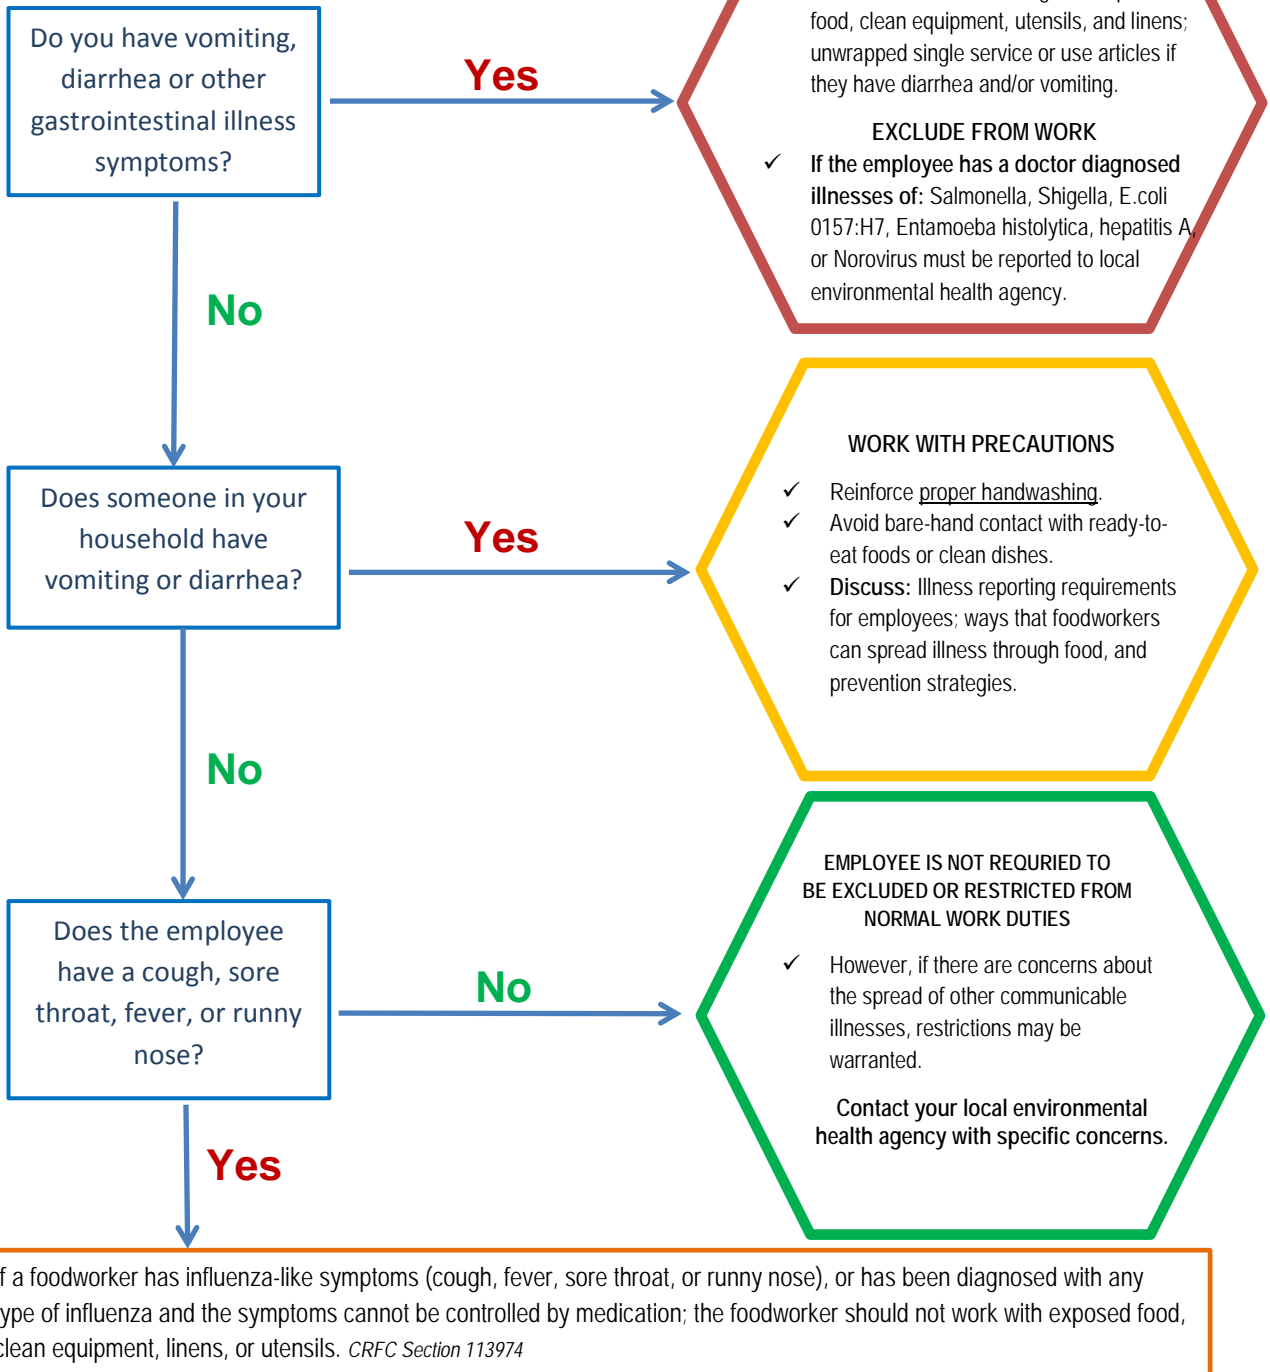 food, clean equipment, utensils, and linens;
unwrapped single service or use articles if
they have diarrhea and/or vomiting.
EXCLUDE FROM WORK
✓ If the employee has a doctor diagnosed
illnesses of: Salmonella, Shigella, E.coli
0157:H7, Entamoeba histolytica, hepatitis A,
or Norovirus must be reported to local
environmental health agency.
Do you have vomiting,
diarrhea or other
gastrointestinal illness
symptoms?
Yes
No
Does someone in your
household have
vomiting or diarrhea?
Yes
WORK WITH PRECAUTIONS
✓ Reinforce proper handwashing.
✓ Avoid bare-hand contact with ready-to-
eat foods or clean dishes.
✓ Discuss: Illness reporting requirements
for employees; ways that foodworkers
can spread illness through food, and
prevention strategies.
No
Does the employee
have a cough, sore
throat, fever, or runny
nose?
No
EMPLOYEE IS NOT REQURIED TO
BE EXCLUDED OR RESTRICTED FROM
NORMAL WORK DUTIES
✓ However, if there are concerns about
the spread of other communicable
illnesses, restrictions may be
warranted.
Contact your local environmental
health agency with specific concerns.
Yes
f a foodworker has influenza-like symptoms (cough, fever, sore throat, or runny nose), or has been diagnosed with any
ype of influenza and the symptoms cannot be controlled by medication; the foodworker should not work with exposed food,
clean equipment, linens, or utensils. CRFC Section 113974